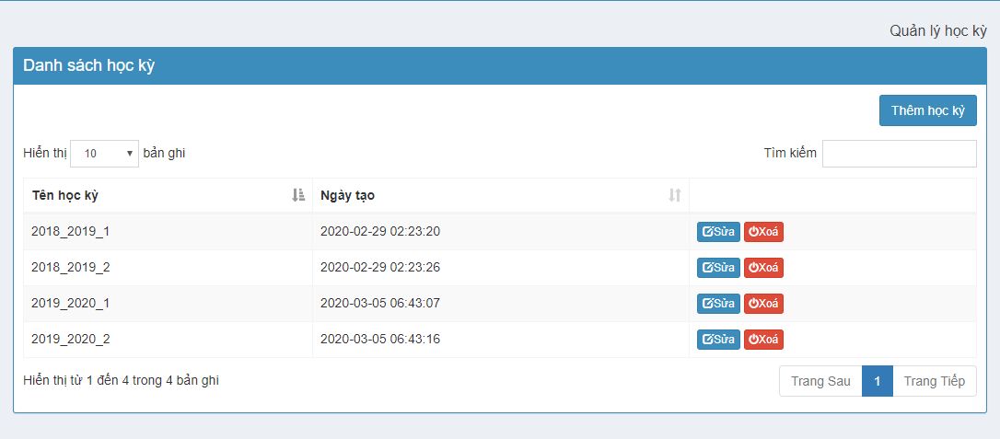 Quản lý học kỳ
Danh sách học kỳ
Thêm học kỳ
Hiển thị 10 bản ghi Tìm kiếm
Tên học kỳ Ngày tạo
2018_2019_1 2020-02-29 02:23:20 Sửa Xoá
2018_2019_2 2020-02-29 02:23:26 Sửa Xoá
2019_2020_1 2020-03-05 06:43:07 Sửa Xoá
2019_2020_2 2020-03-05 06:43:16 Sửa Xoá
Hiển thị từ 1 đến 4 trong 4 bản ghi Trang Sau 1 Trang Tiếp